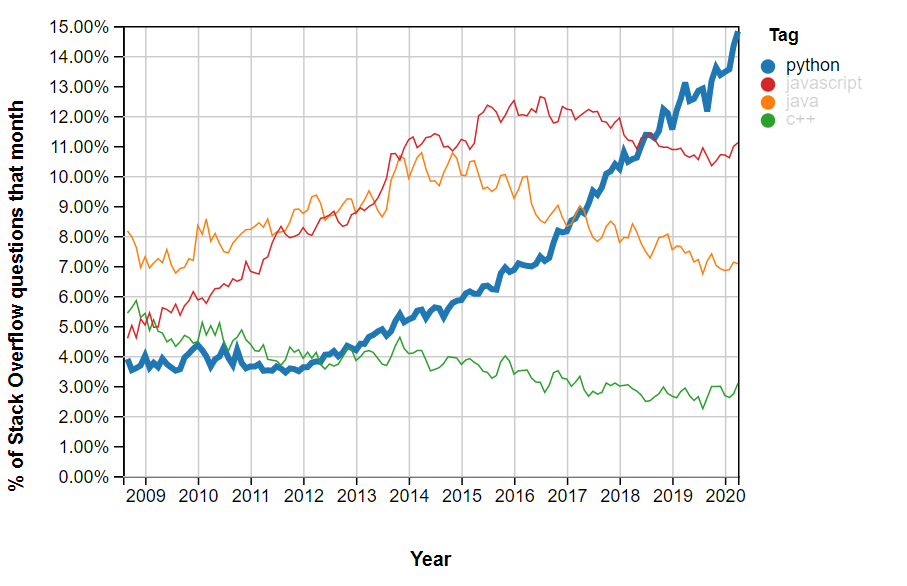 15.00%
14.00%
13.00%
12.00%
11.00%
10.00%
9.00%
8.00%
7.00%
6.00%
5.00%
4.00%
3.00%
2.00%
1.00%
0.00%
% of Stack Overflow questions that month
2009 2010 2011 2012 2013 2014 2015 2016 2017 2018 2019 2020
Year
Tag
python
javascript
java
c++